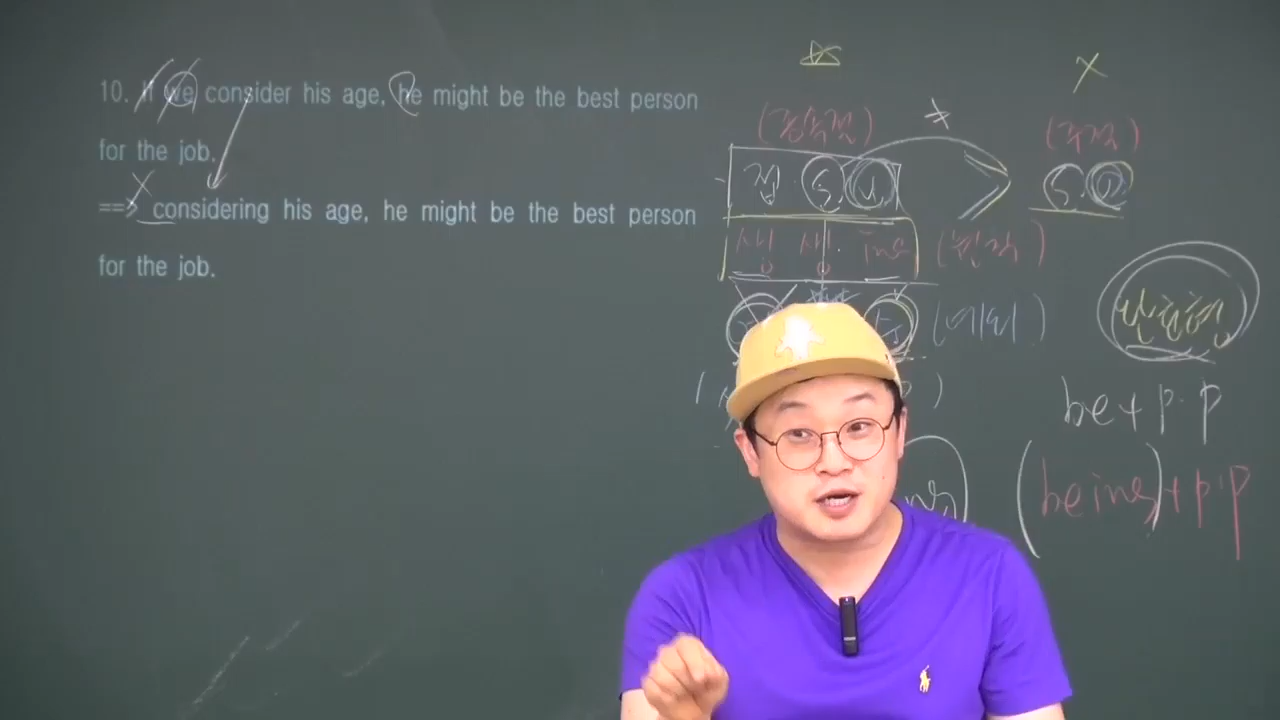 10. If we consider his age, he might be the best person
for the job.
==> considering his age, he might be the best person
for the job.
X
X
(종속절)
(주절)
접 S V
S V
생 생 ing (원칙)
(예외)
be + p.p
(being) + p.p